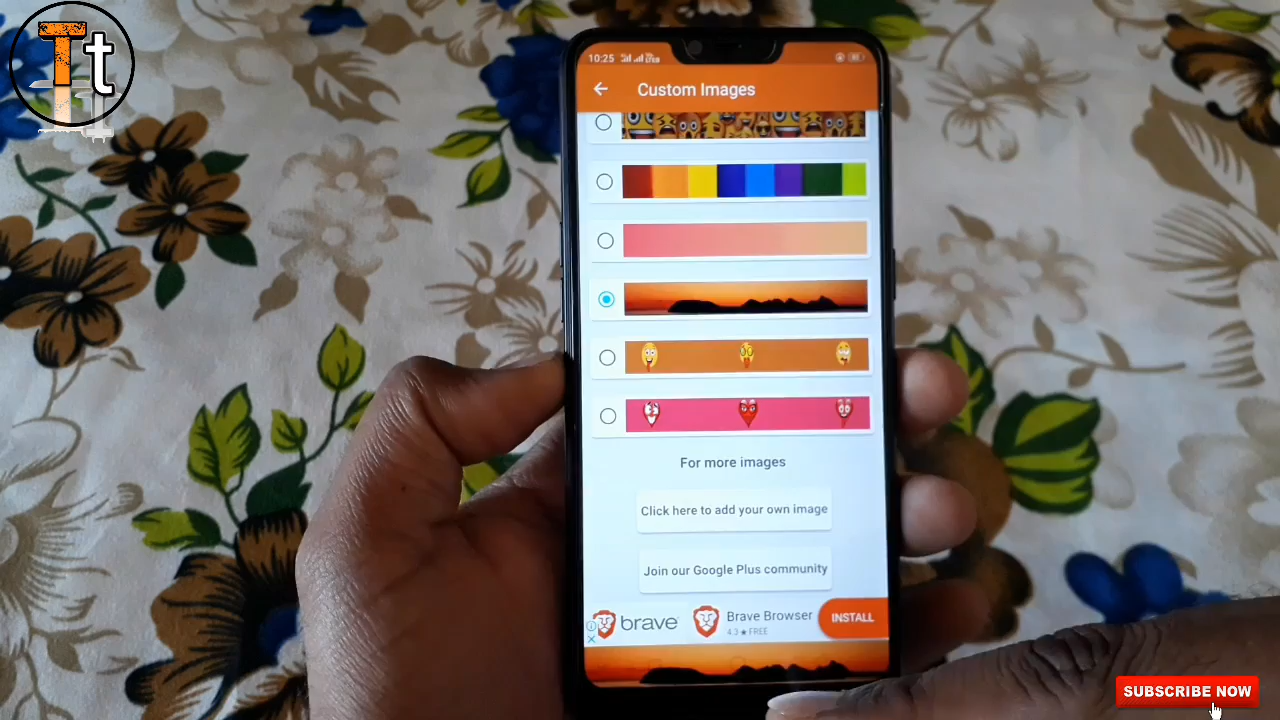 Tt
10:25
Custom Images
For more images
Click here to add your own image
Join our Google Plus community
brave
Brave Browser
4.3 ★ FREE
INSTALL
SUBSCRIBE NOW